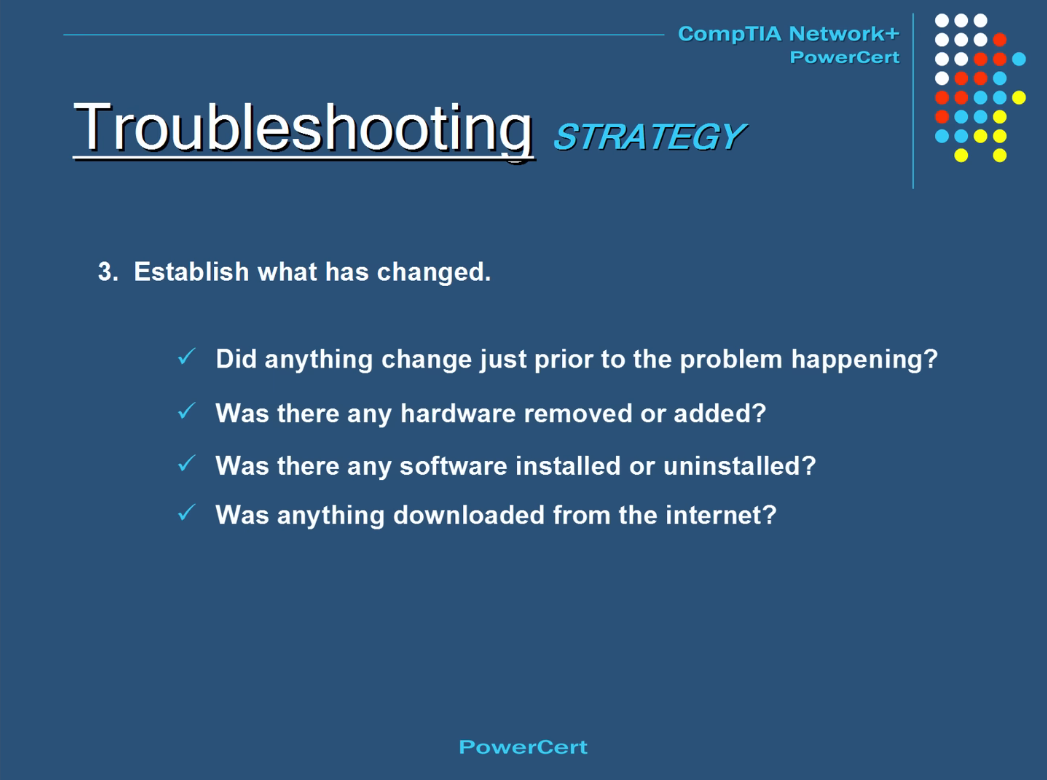 CompTIA Network+
PowerCert
Troubleshooting STRATEGY
3. Establish what has changed.
✓ Did anything change just prior to the problem happening?
✓ Was there any hardware removed or added?
✓ Was there any software installed or uninstalled?
✓ Was anything downloaded from the internet?
PowerCert